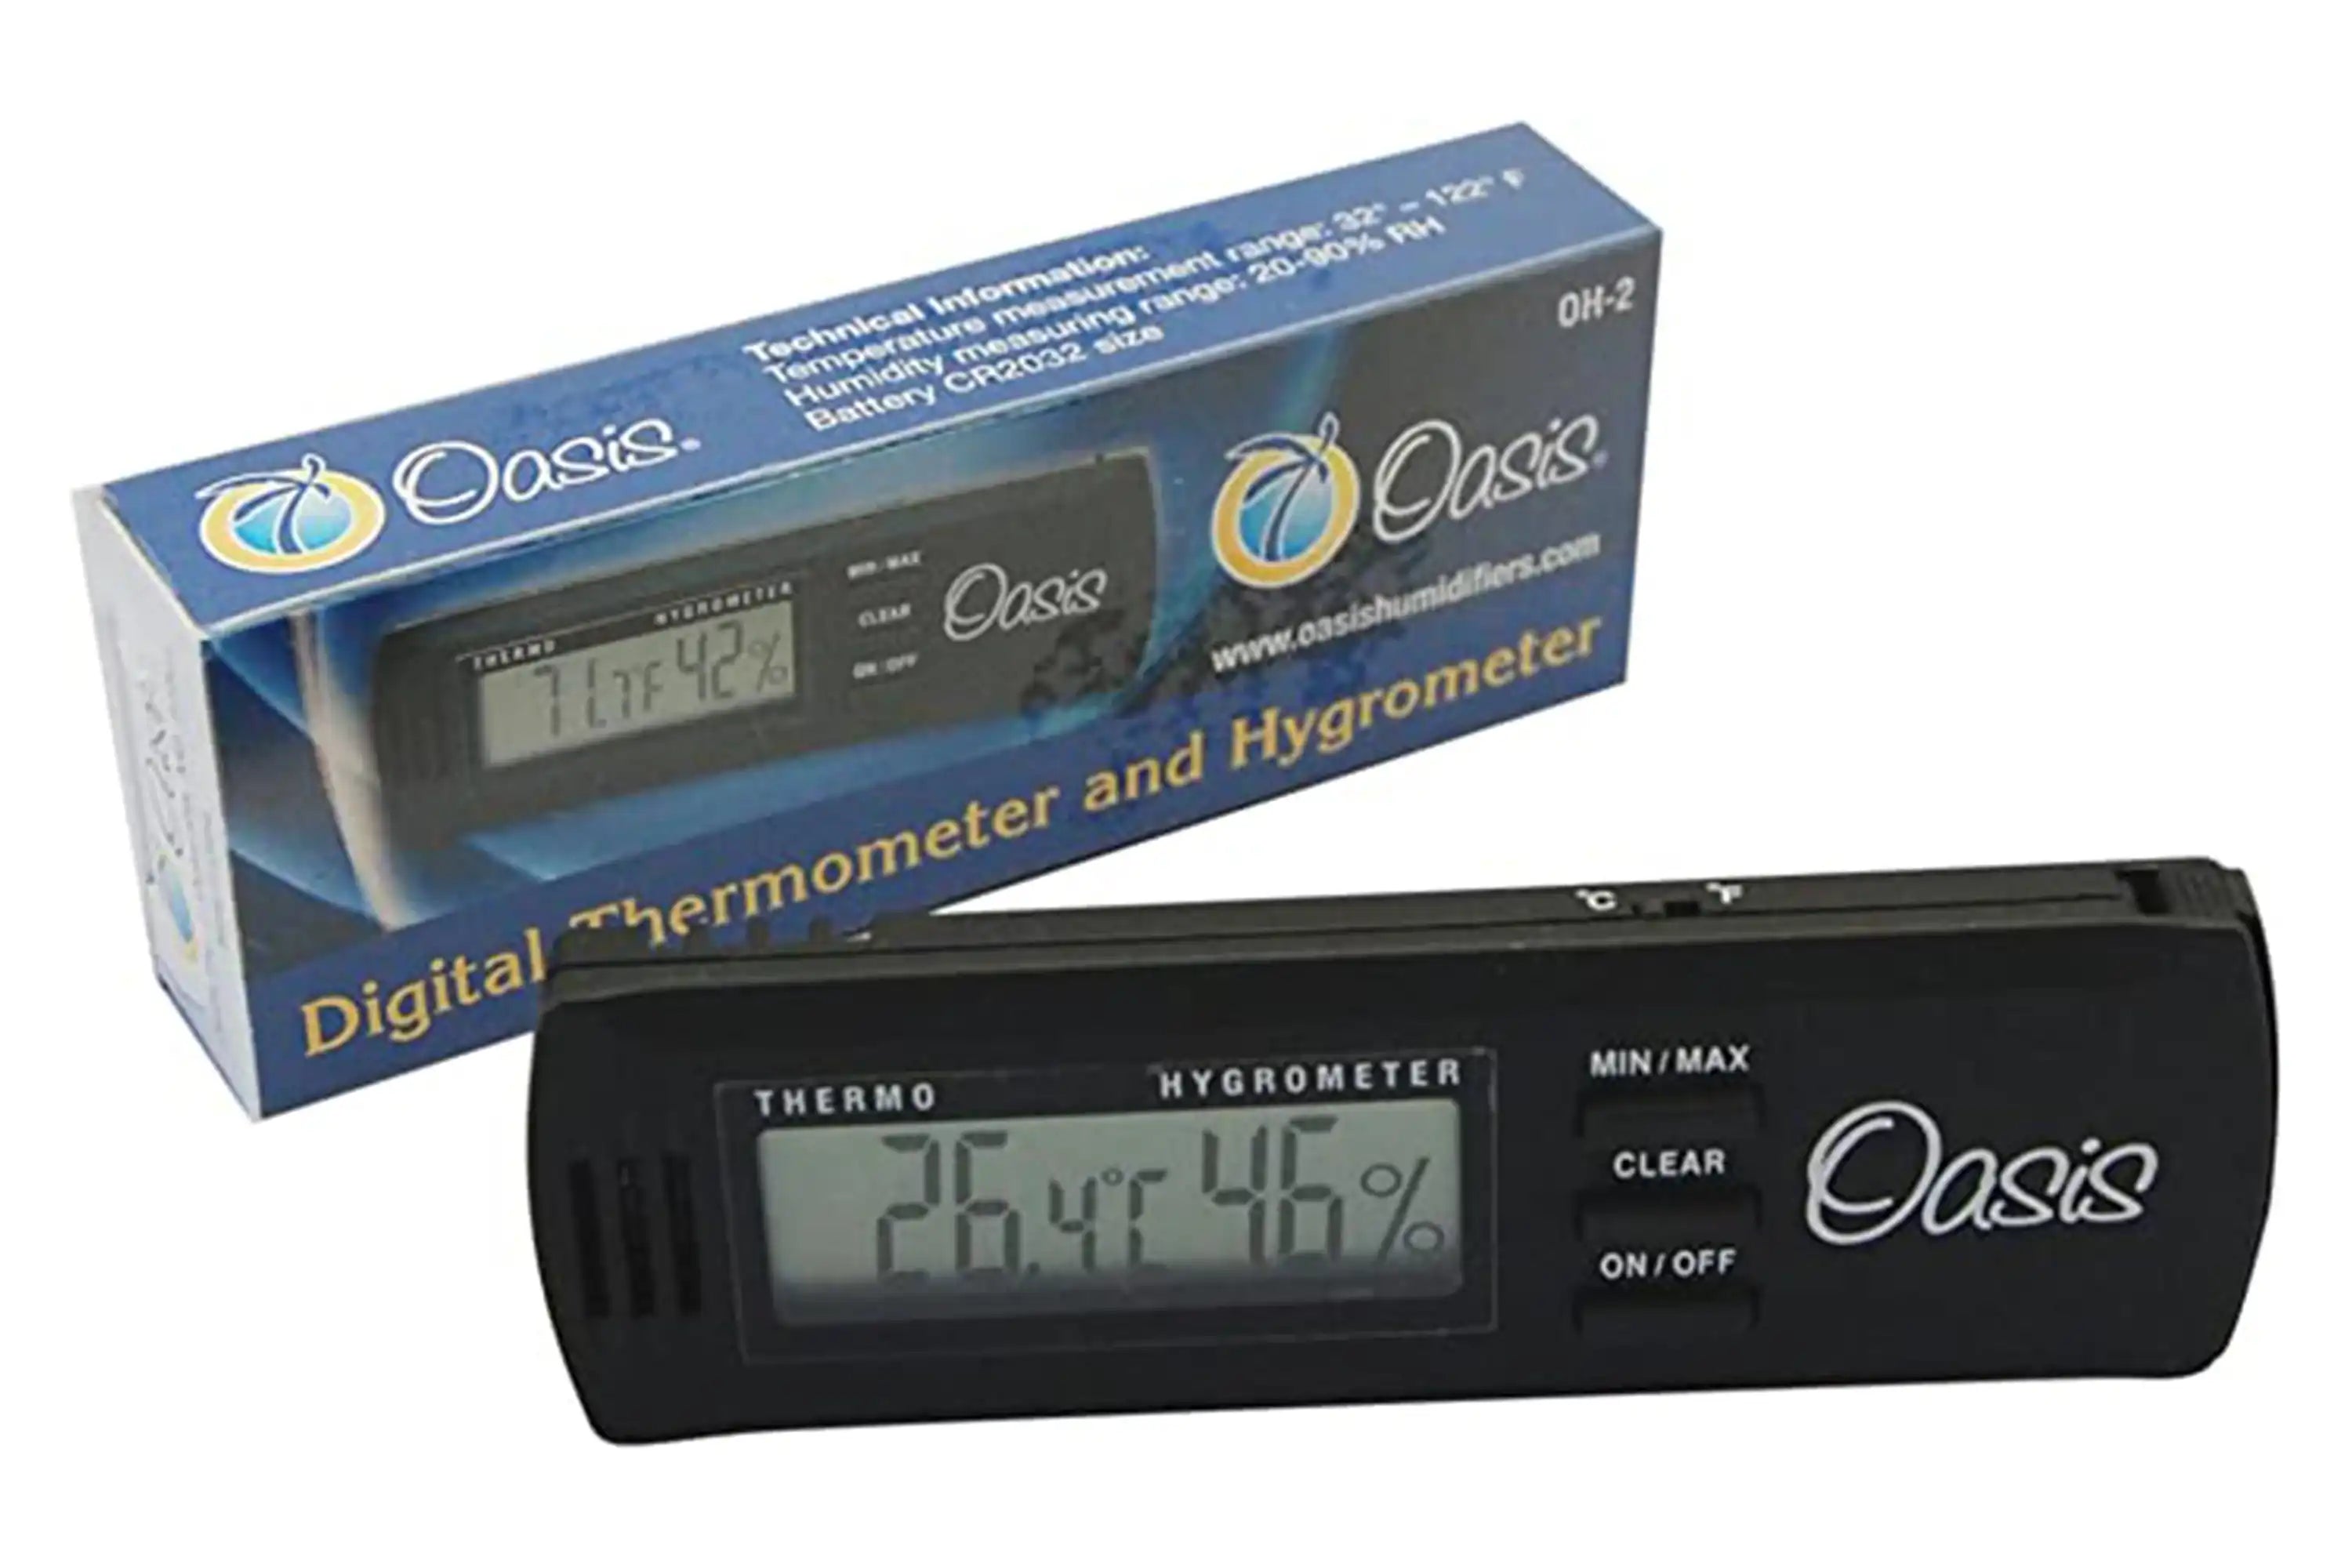 Technical Information:
Temperature measurement range: 32° – 122° F
Humidity measuring range: 20-90% RH
Battery CR2032 size
Oasis®
OH-2
Oasis®
www.oasishumidifiers.com
THERMO HYGROMETER
71.7°F 42%
MIN/MAX
CLEAR
ON/OFF
Oasis
Digital Thermometer and Hygrometer
°C °F
THERMO HYGROMETER
26.4°C 46%
MIN/MAX
CLEAR
ON/OFF
Oasis